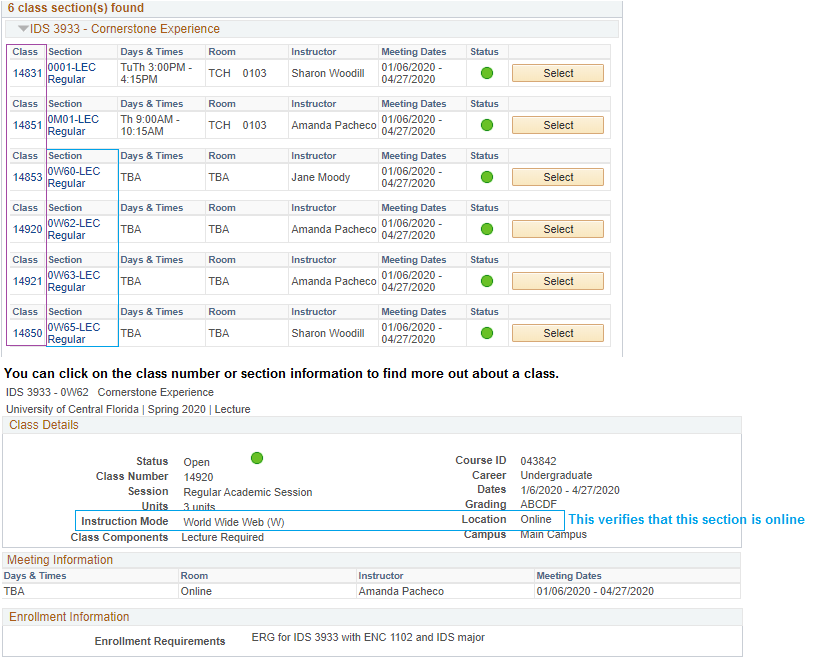 6 class section(s) found
IDS 3933 - Cornerstone Experience
Class Section Days & Times Room Instructor Meeting Dates Status
14831 0001-LEC Regular TuTh 3:00PM - 4:15PM TCH 0103 Sharon Woodill 01/06/2020 - 04/27/2020 Select
Class Section Days & Times Room Instructor Meeting Dates Status
14851 0M01-LEC Regular Th 9:00AM - 10:15AM TCH 0103 Amanda Pacheco 01/06/2020 - 04/27/2020 Select
Class Section Days & Times Room Instructor Meeting Dates Status
14853 0W60-LEC Regular TBA TBA Jane Moody 01/06/2020 - 04/27/2020 Select
Class Section Days & Times Room Instructor Meeting Dates Status
14920 0W62-LEC Regular TBA TBA Amanda Pacheco 01/06/2020 - 04/27/2020 Select
Class Section Days & Times Room Instructor Meeting Dates Status
14921 0W63-LEC Regular TBA TBA Amanda Pacheco 01/06/2020 - 04/27/2020 Select
Class Section Days & Times Room Instructor Meeting Dates Status
14850 0W65-LEC Regular TBA TBA Sharon Woodill 01/06/2020 - 04/27/2020 Select
You can click on the class number or section information to find more out about a class.
IDS 3933 - 0W62 Cornerstone Experience
University of Central Florida | Spring 2020 | Lecture
Class Details
Status Open Course ID 043842
Class Number 14920 Career Undergraduate
Session Regular Academic Session Dates 1/6/2020 - 4/27/2020
Units 3 units Grading ABCDF
Instruction Mode World Wide Web (W) Location Online This verifies that this section is online
Class Components Lecture Required Campus Main Campus
Meeting Information
Days & Times Room Instructor Meeting Dates
TBA Online Amanda Pacheco 01/06/2020 - 04/27/2020
Enrollment Information
Enrollment Requirements ERG for IDS 3933 with ENC 1102 and IDS major